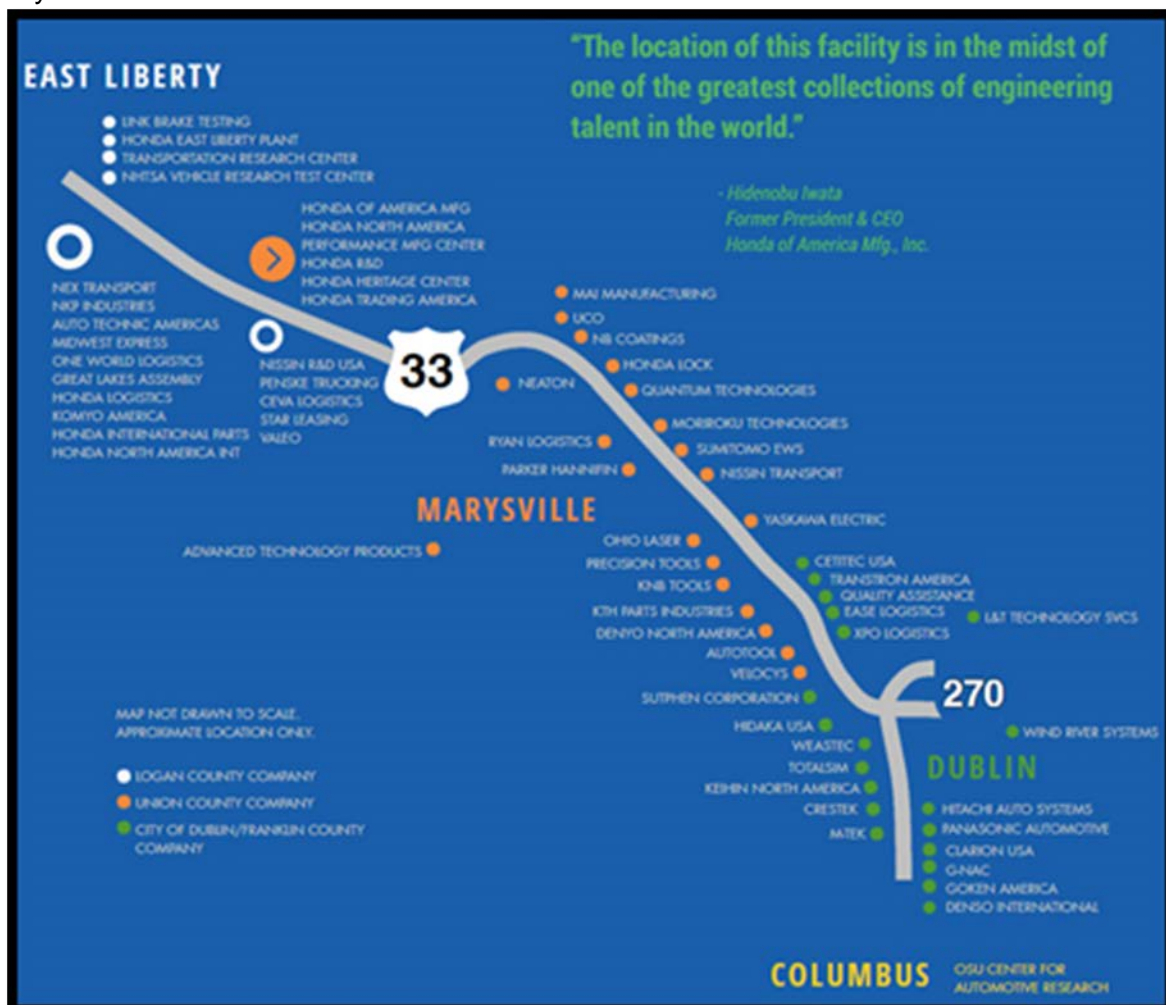 EAST LIBERTY
"The location of this facility is in the midst of
one of the greatest collections of engineering
talent in the world."
- Hidenobu Iwata
Former President & CEO
Honda of America Mfg., Inc.
LINK BRAKE TESTING
HONDA EAST LIBERTY PLANT
TRANSPORTATION RESEARCH CENTER
NHTSA VEHICLE RESEARCH TEST CENTER
HONDA OF AMERICA MFG
HONDA NORTH AMERICA
PERFORMANCE MFG CENTER
HONDA R&D
HONDA HERITAGE CENTER
HONDA TRADING AMERICA
NEX TRANSPORT
NKP INDUSTRIES
AUTO TECHNIC AMERICAS
MIDWEST EXPRESS
ONE WORLD LOGISTICS
GREAT LAKES ASSEMBLY
HONDA LOGISTICS
KOMYO AMERICA
HONDA INTERNATIONAL PARTS
HONDA NORTH AMERICA INT
NISSIN R&D USA
PENSKE TRUCKING
CEVA LOGISTICS
STAR LEASING
VALEO
33
MAI MANUFACTURING
UCO
NB COATINGS
HONDA LOCK
NEATON
QUANTUM TECHNOLOGIES
MORIROKU TECHNOLOGIES
RYAN LOGISTICS
SUMITOMO EWS
PARKER HANNIFIN
NISSIN TRANSPORT
MARYSVILLE
YASKAWA ELECTRIC
ADVANCED TECHNOLOGY PRODUCTS
OHIO LASER
PRECISION TOOLS
KNB TOOLS
KTH PARTS INDUSTRIES
DENYO NORTH AMERICA
AUTOTOOL
VELOCYS
CETITEC USA
TRANSTRON AMERICA
QUALITY ASSISTANCE
EASE LOGISTICS
XPO LOGISTICS
L&T TECHNOLOGY SVCS
SUTPHEN CORPORATION
HIDAKA USA
WEASTEC
TOTALSIM
KEIHIN NORTH AMERICA
CRESTEK
M-TEK
270
WIND RIVER SYSTEMS
DUBLIN
HITACHI AUTO SYSTEMS
PANASONIC AUTOMOTIVE
CLARION USA
G-NAC
GOKEN AMERICA
DENSO INTERNATIONAL
MAP NOT DRAWN TO SCALE.
APPROXIMATE LOCATION ONLY.
LOGAN COUNTY COMPANY
UNION COUNTY COMPANY
CITY OF DUBLIN/FRANKLIN COUNTY
COMPANY
COLUMBUS
OSU CENTER FOR
AUTOMOTIVE RESEARCH